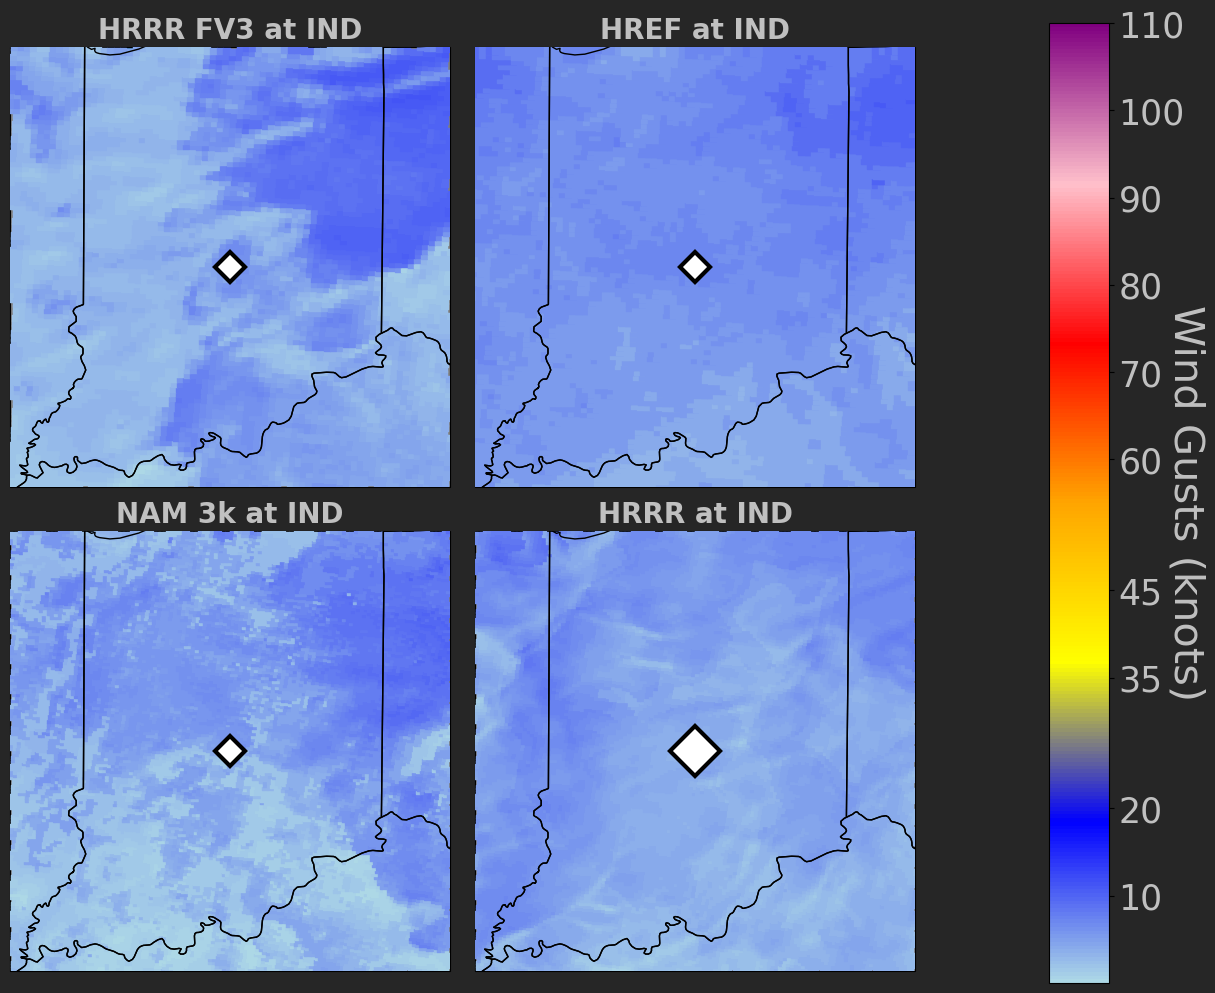 HRRR FV3 at IND
HREF at IND
NAM 3k at IND
HRRR at IND
110
100
90
80
70
60
45
35
20
10
Wind Gusts (knots)